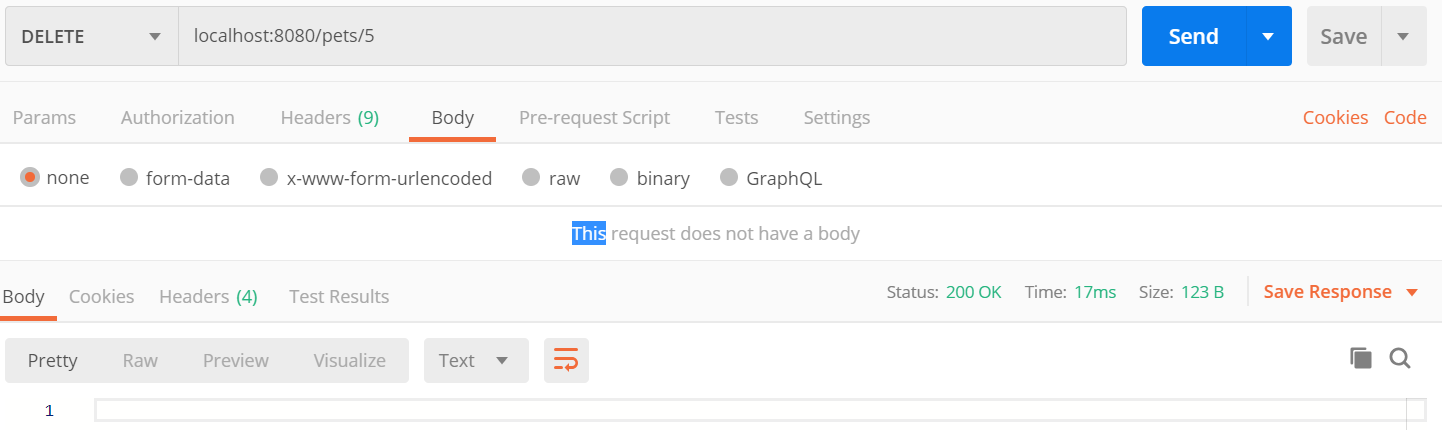 DELETE localhost:8080/pets/5 Send Save
Params Authorization Headers (9) Body Pre-request Script Tests Settings Cookies Code
none form-data x-www-form-urlencoded raw binary GraphQL
This request does not have a body
Body Cookies Headers (4) Test Results Status: 200 OK Time: 17ms Size: 123 B Save Response
Pretty Raw Preview Visualize Text
1